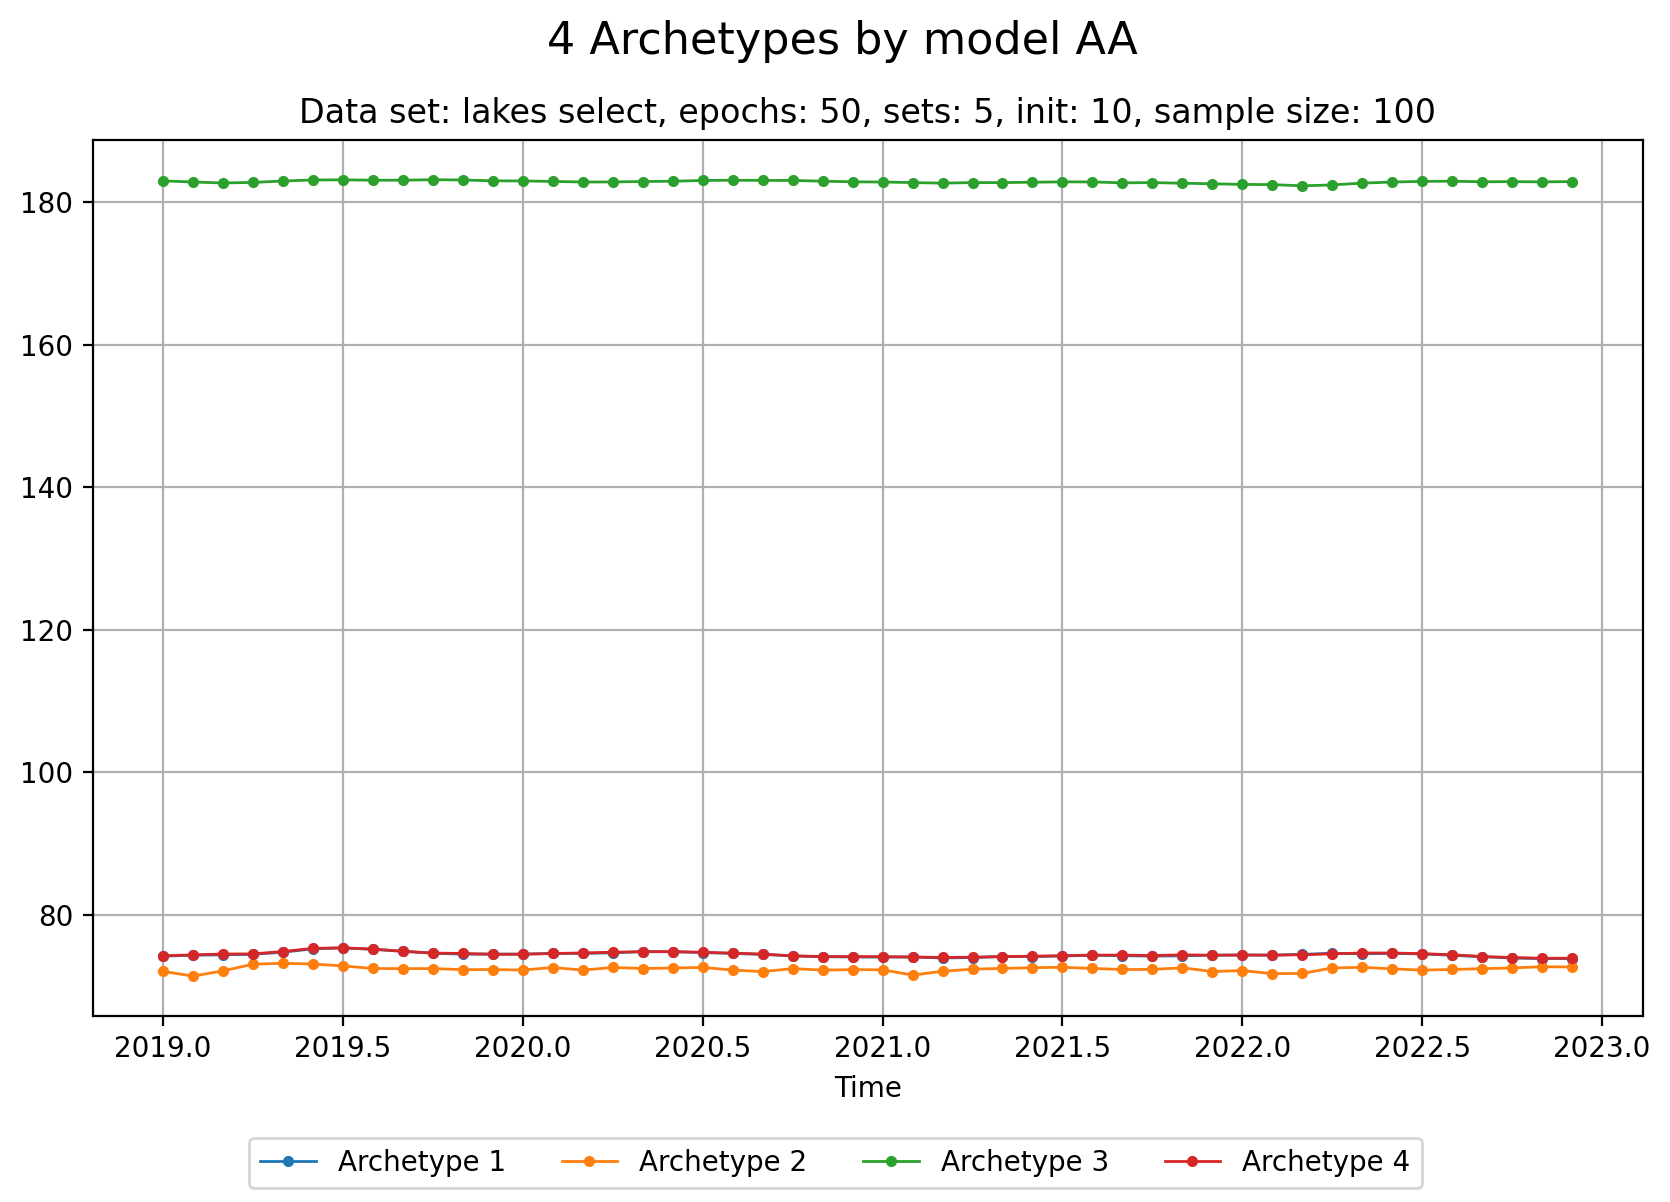 4 Archetypes by model AA
Data set: lakes select, epochs: 50, sets: 5, init: 10, sample size: 100
180
160
140
120
100
80
2019.0 2019.5 2020.0 2020.5 2021.0 2021.5 2022.0 2022.5 2023.0
Time
Archetype 1 Archetype 2 Archetype 3 Archetype 4